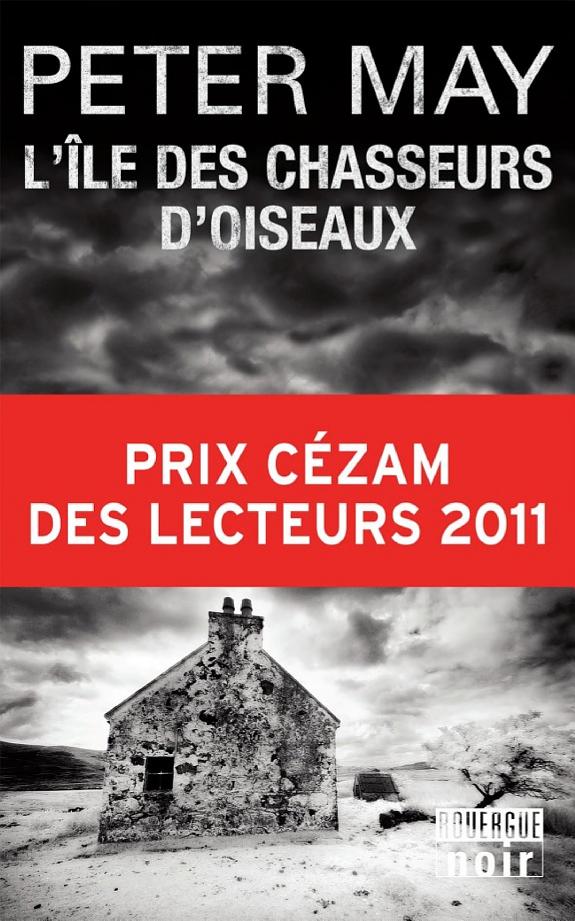 PETER MAY
L'ÎLE DES CHASSEURS
D'OISEAUX
PRIX CÉZAM
DES LECTEURS 2011
ROUERGUE
noir